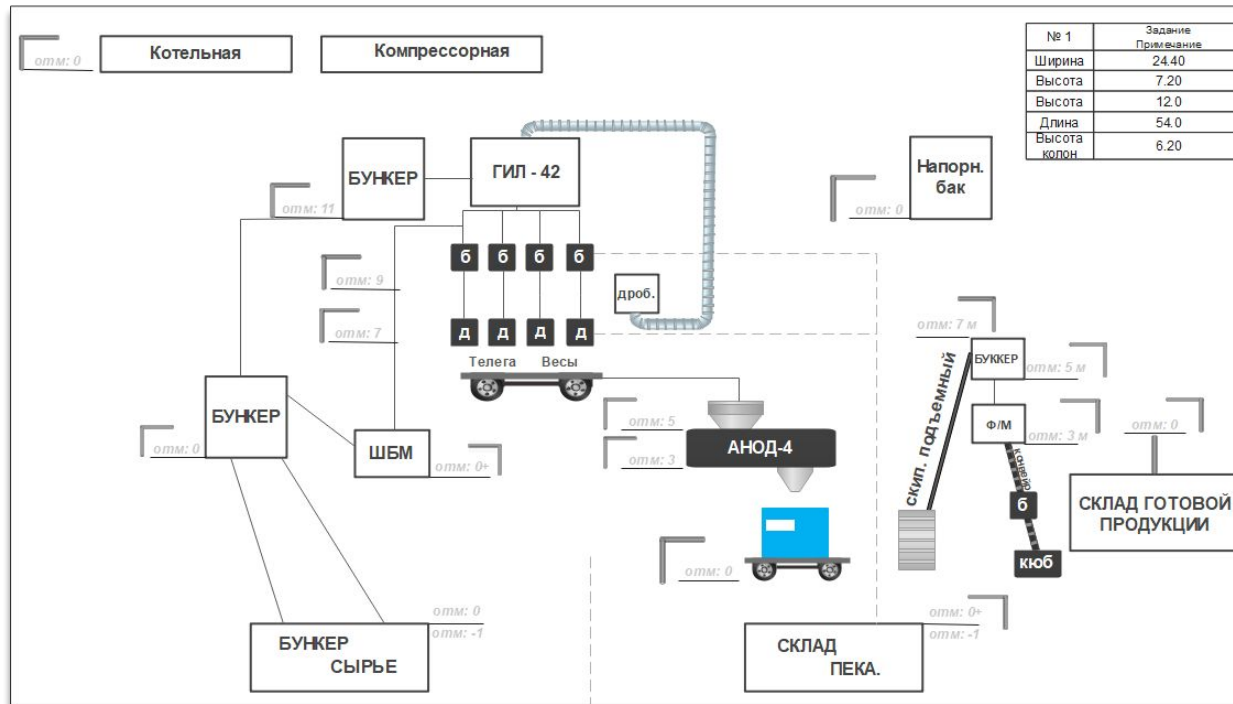 отм: 0
Котельная
Компрессорная
№ 1
Задание
Примечание
Ширина
24.40
Высота
7.20
Высота
12.0
Длина
54.0
Высота
колон
6.20
БУНКЕР
ГИЛ - 42
Напорн.
бак
отм: 11
отм: 0
б б б б
отм: 9
дроб.
отм: 7
д д д д
отм: 7 м
Телега Весы
БУККЕР
отм: 5 м
БУНКЕР
скип. подъемный
отм: 5
Ф/М
отм: 3 м
отм: 0
отм: 0
ШБМ
отм: 0+
отм: 3
АНОД-4
конвейр
б
СКЛАД ГОТОВОЙ
ПРОДУКЦИИ
кюб
отм: 0
отм: 0
отм: -1
БУНКЕР
СЫРЬЕ
отм: 0+
отм: -1
СКЛАД
ПЕКА.